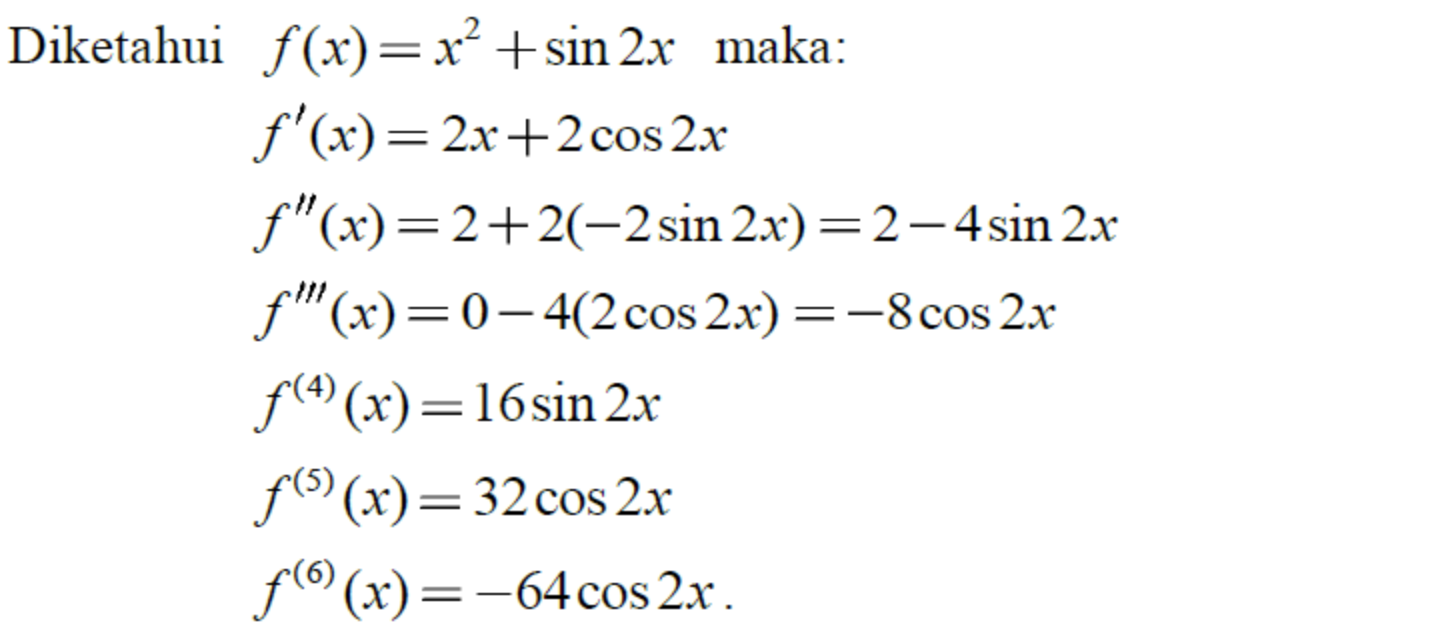 Diketahui f(x) = x² + sin 2x maka:
f′(x) = 2x + 2 cos 2x
f″(x) = 2 + 2(−2 sin 2x) = 2 − 4 sin 2x
f‴(x) = 0 − 4(2 cos 2x) = −8 cos 2x
f⁽⁴⁾(x) = 16 sin 2x
f⁽⁵⁾(x) = 32 cos 2x
f⁽⁶⁾(x) = −64 cos 2x.